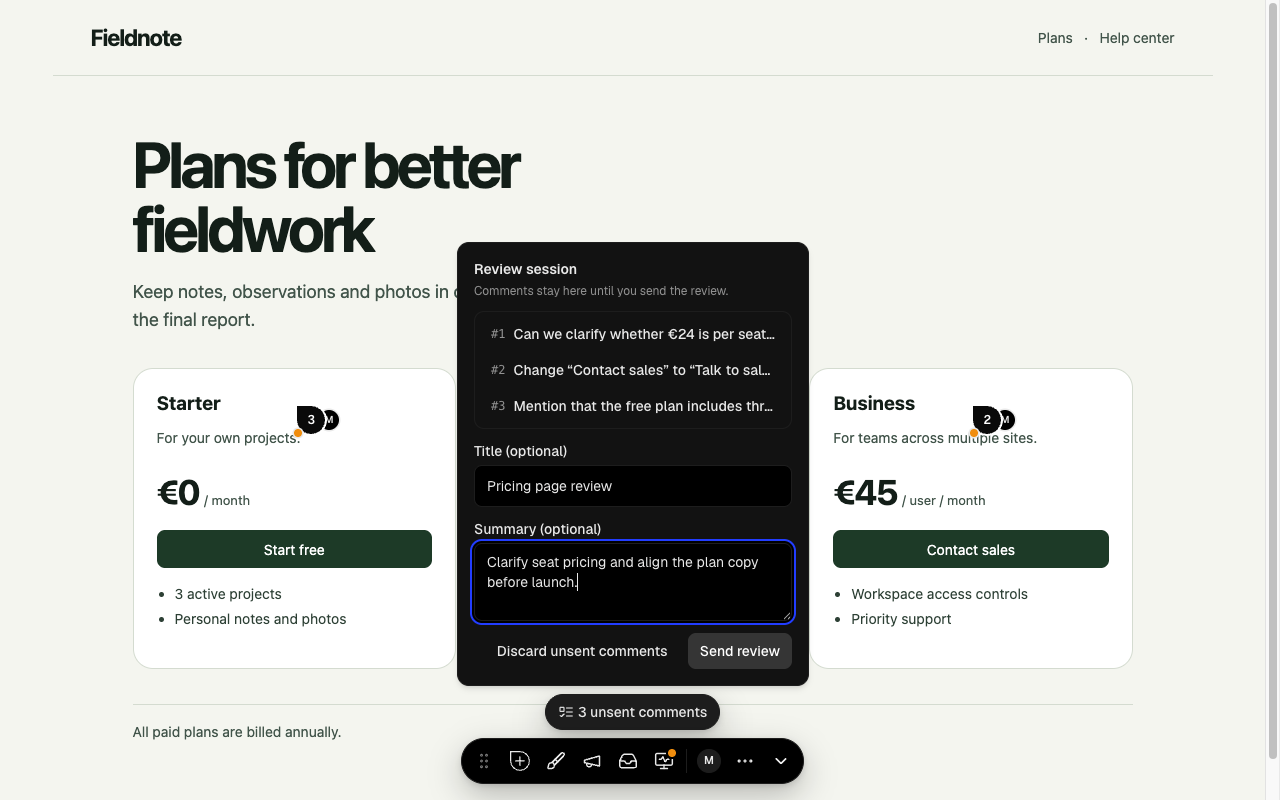 Fieldnote
Plans · Help center
Plans for better
fieldwork
Keep notes, observations and photos in
the final report.
Starter
3
M
For your own projects.
€0 / month
Start free
3 active projects
Personal notes and photos
Review session
Comments stay here until you send the review.
#1 Can we clarify whether €24 is per seat…
#2 Change “Contact sales” to “Talk to sal…
#3 Mention that the free plan includes thr…
Title (optional)
Pricing page review
Summary (optional)
Clarify seat pricing and align the plan copy
before launch.
Discard unsent comments
Send review
Business
2
M
For teams across multiple sites.
€45 / user / month
Contact sales
Workspace access controls
Priority support
3 unsent comments
All paid plans are billed annually.
M